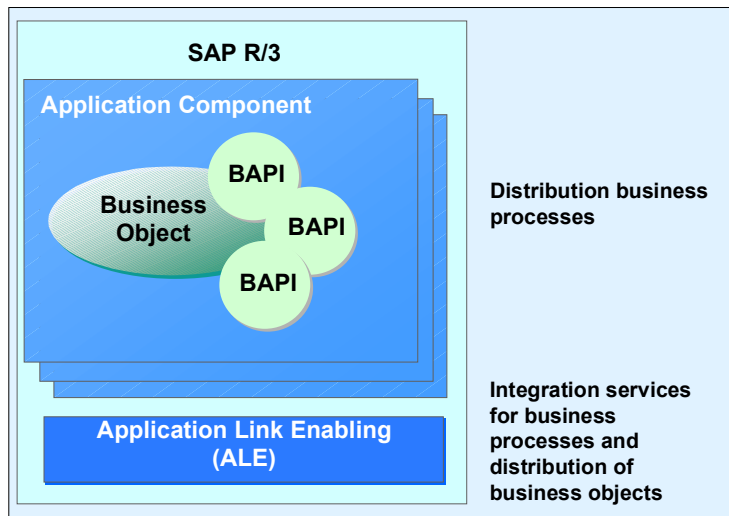 SAP R/3
Application Component
BAPI
Business
Object
BAPI
BAPI
Distribution business
processes
Application Link Enabling
(ALE)
Integration services
for business
processes and
distribution of
business objects